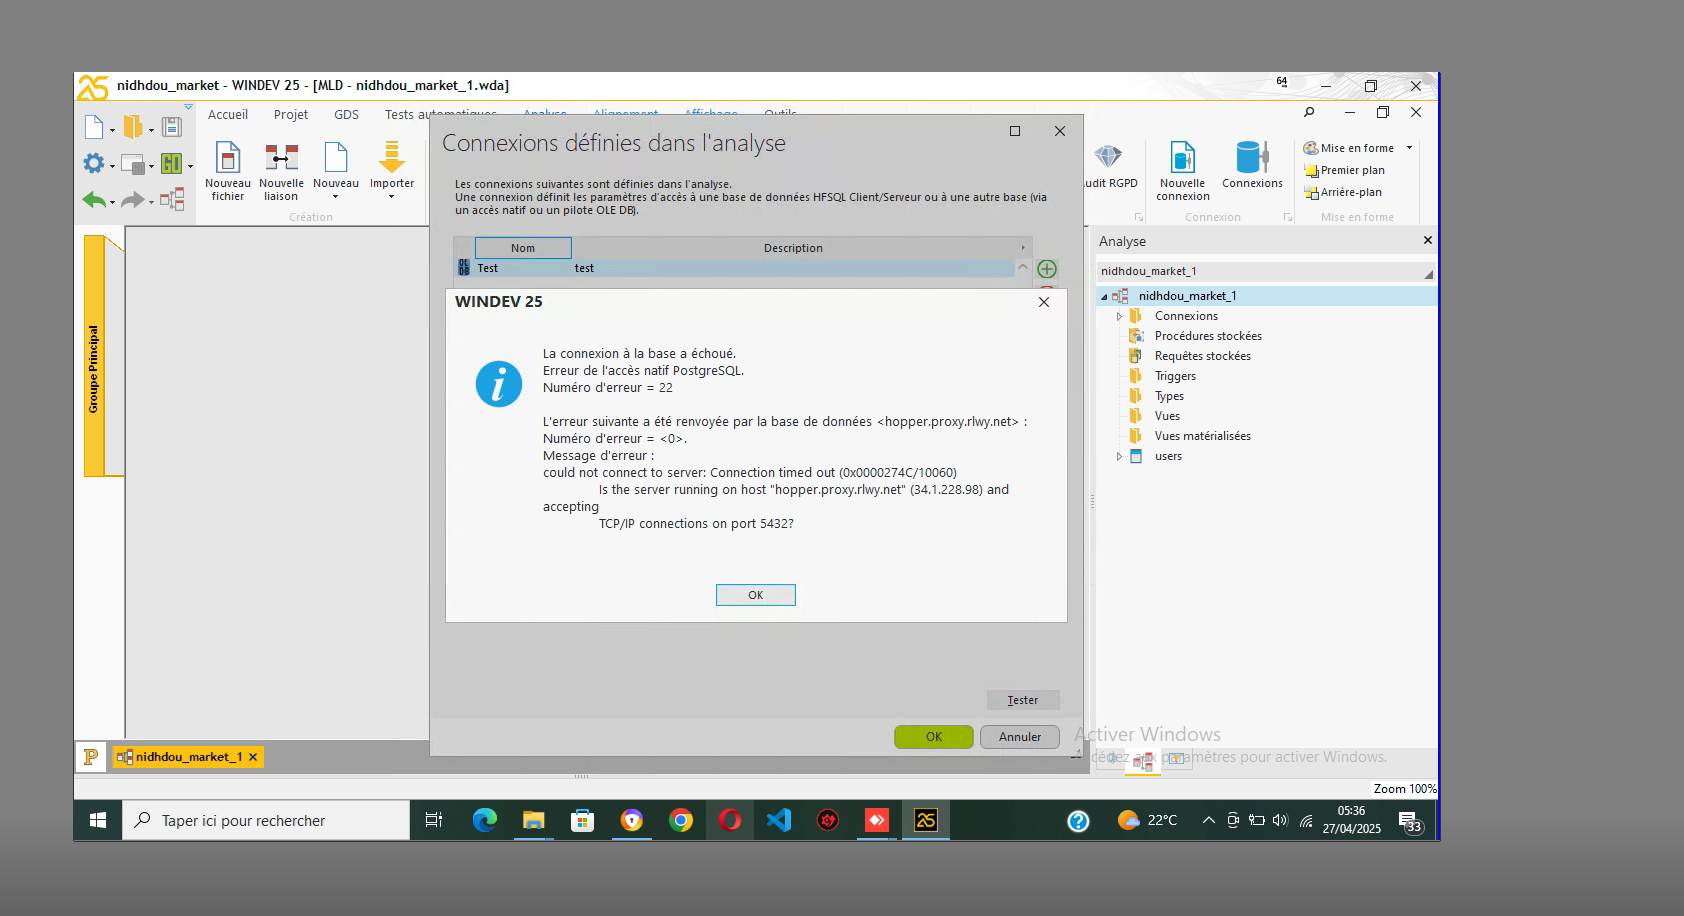 nidhdou_market - WINDEV 25 - [MLD - nidhdou_market_1.wda]
64
Accueil
Projet
GDS
Tests automatiques
Analyse
Alignement
Affichage
Outils
GO
Nouveau
fichier
Nouvelle
liaison
Nouveau
Importer
Création
Audit RGPD
Nouvelle
connexion
Connexions
Connexion
Mise en forme
Premier plan
Arrière-plan
Mise en forme
Connexions définies dans l'analyse
Les connexions suivantes sont définies dans l'analyse.
Une connexion définit les paramètres d'accès à une base de données HFSQL Client/Serveur ou à une autre base (via
un accès natif ou un pilote OLE DB).
Nom
Description
Test
test
WINDEV 25
La connexion à la base a échoué.
Erreur de l'accès natif PostgreSQL.
Numéro d'erreur = 22
L'erreur suivante a été renvoyée par la base de données <hopper.proxy.rlwy.net> :
Numéro d'erreur = <0>.
Message d'erreur :
could not connect to server: Connection timed out (0x0000274C/10060)
Is the server running on host "hopper.proxy.rlwy.net" (34.1.228.98) and
accepting
TCP/IP connections on port 5432?
OK
Tester
OK
Annuler
Groupe Principal
Analyse
nidhdou_market_1
nidhdou_market_1
Connexions
Procédures stockées
Requêtes stockées
Triggers
Types
Vues
Vues matérialisées
users
Activer Windows
paramètres pour activer Windows.
P
nidhdou_market_1
Zoom 100%
Taper ici pour rechercher
25
22°C
05:36
27/04/2025
33